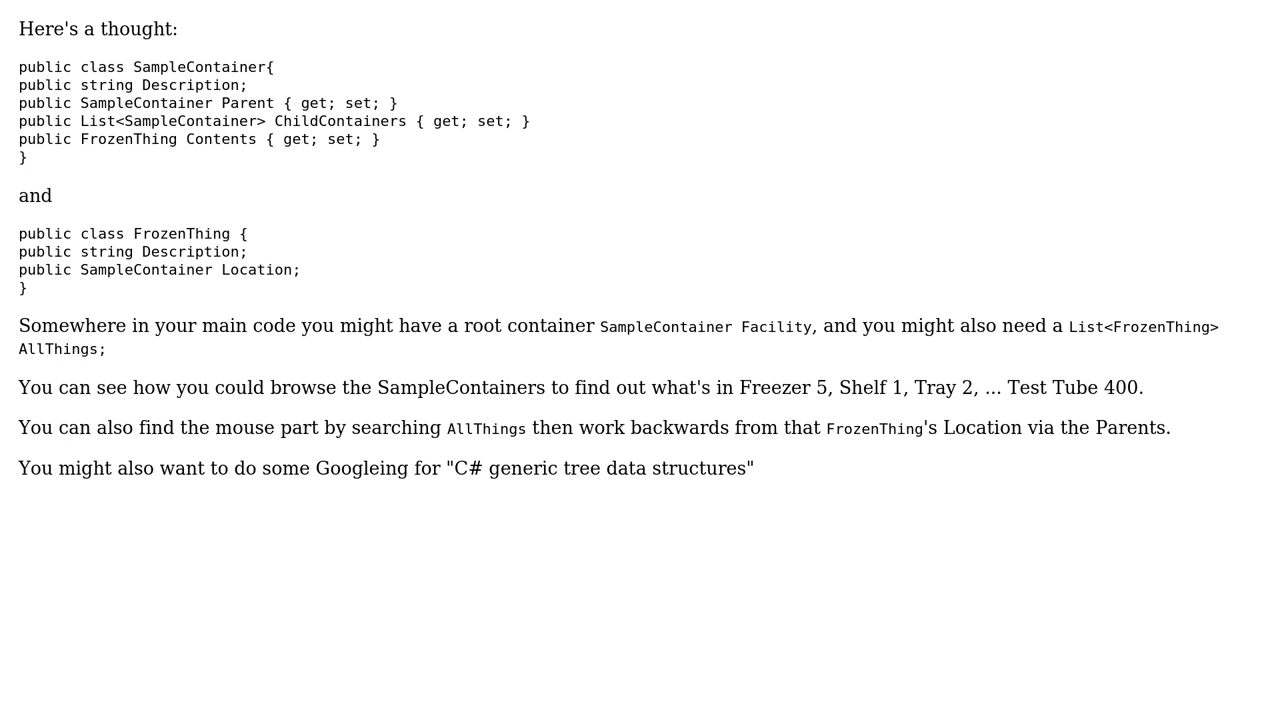 Here's a thought:
public class SampleContainer{
public string Description;
public SampleContainer Parent { get; set; }
public List<SampleContainer> ChildContainers { get; set; }
public FrozenThing Contents { get; set; }
}
and
public class FrozenThing {
public string Description;
public SampleContainer Location;
}
Somewhere in your main code you might have a root container SampleContainer Facility, and you might also need a List<FrozenThing>
AllThings;
You can see how you could browse the SampleContainers to find out what's in Freezer 5, Shelf 1, Tray 2, ... Test Tube 400.
You can also find the mouse part by searching AllThings then work backwards from that FrozenThing's Location via the Parents.
You might also want to do some Googleing for "C# generic tree data structures"